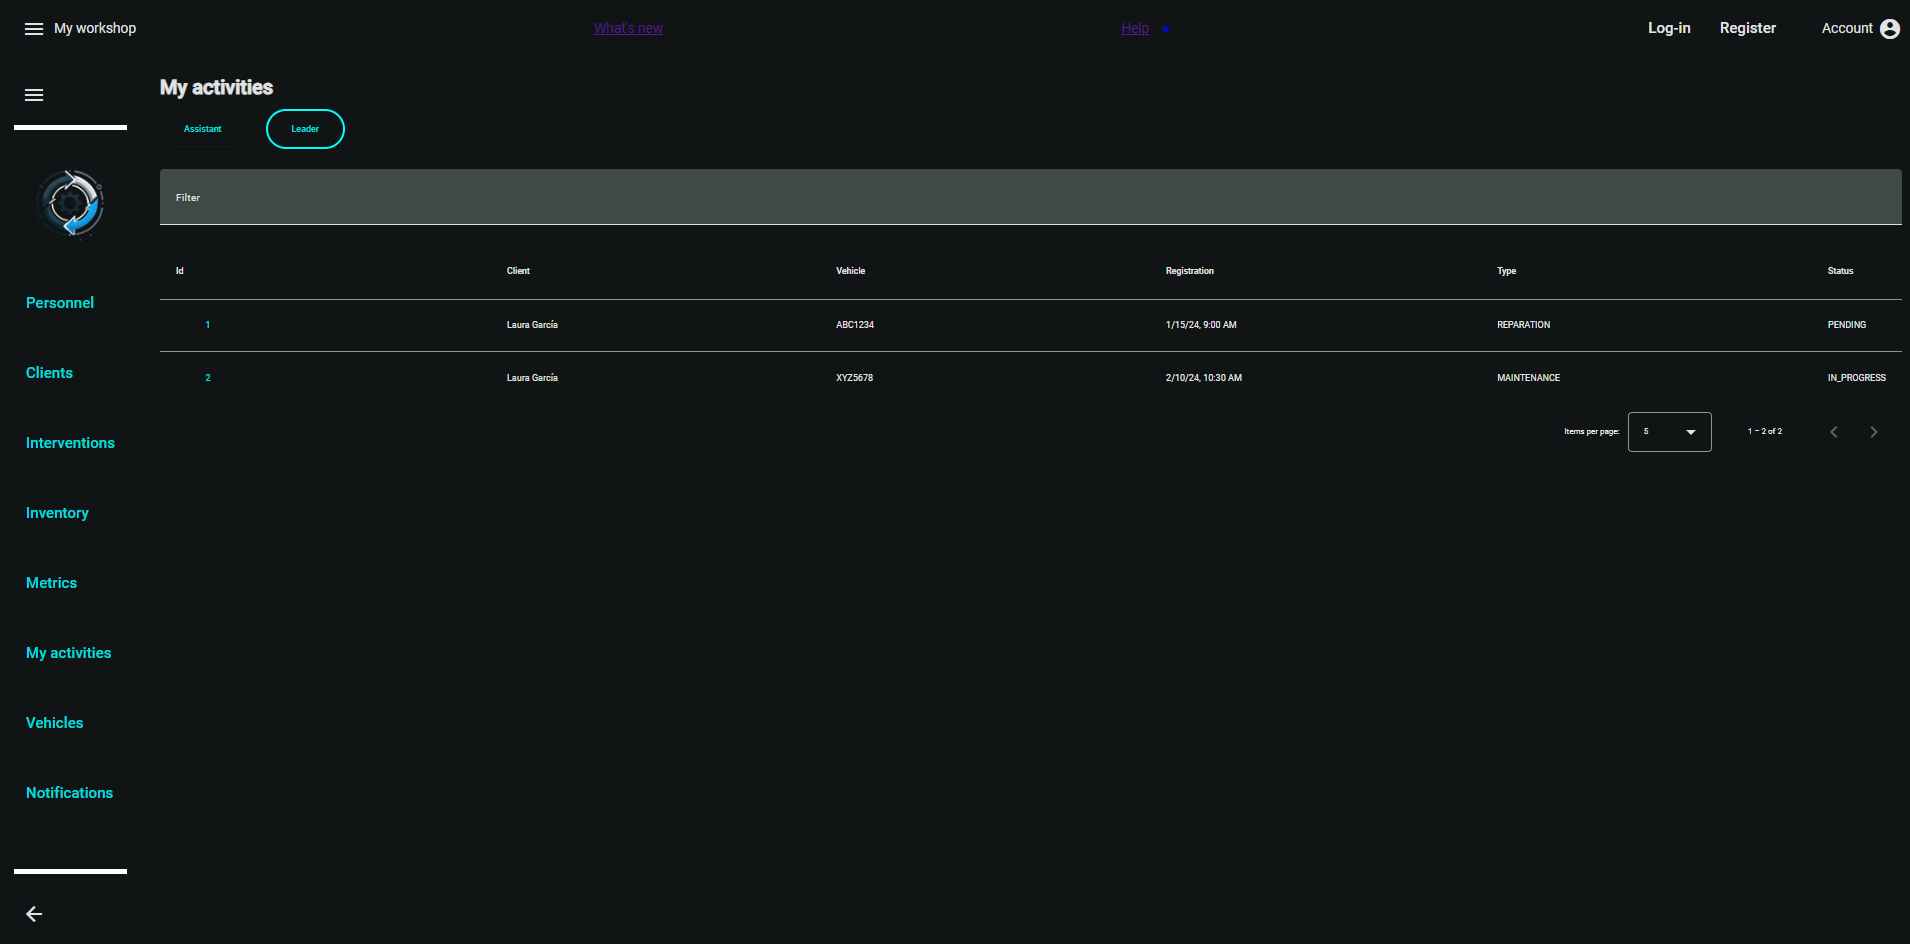 My workshop What's new Help Log-in Register Account
My activities
Assistant Leader
Filter
Id Client Vehicle Registration Type Status
1 Laura García ABC1234 1/15/24, 9:00 AM REPARATION PENDING
2 Laura García XYZ5678 2/10/24, 10:30 AM MAINTENANCE IN_PROGRESS
Items per page: 5 1 – 2 of 2
Personnel
Clients
Interventions
Inventory
Metrics
My activities
Vehicles
Notifications